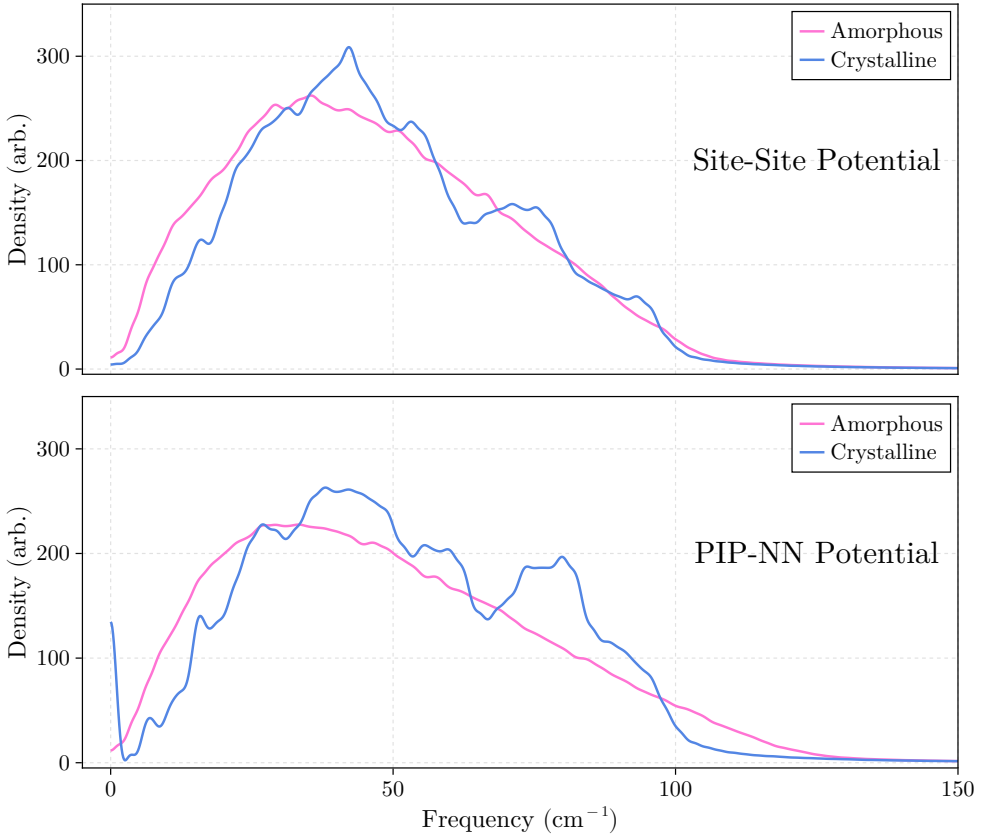 300
200
100
0
Density (arb.)
Amorphous
Crystalline
Site-Site Potential
300
200
100
0
Density (arb.)
Amorphous
Crystalline
PIP-NN Potential
0
50
100
150
Frequency (cm⁻¹)